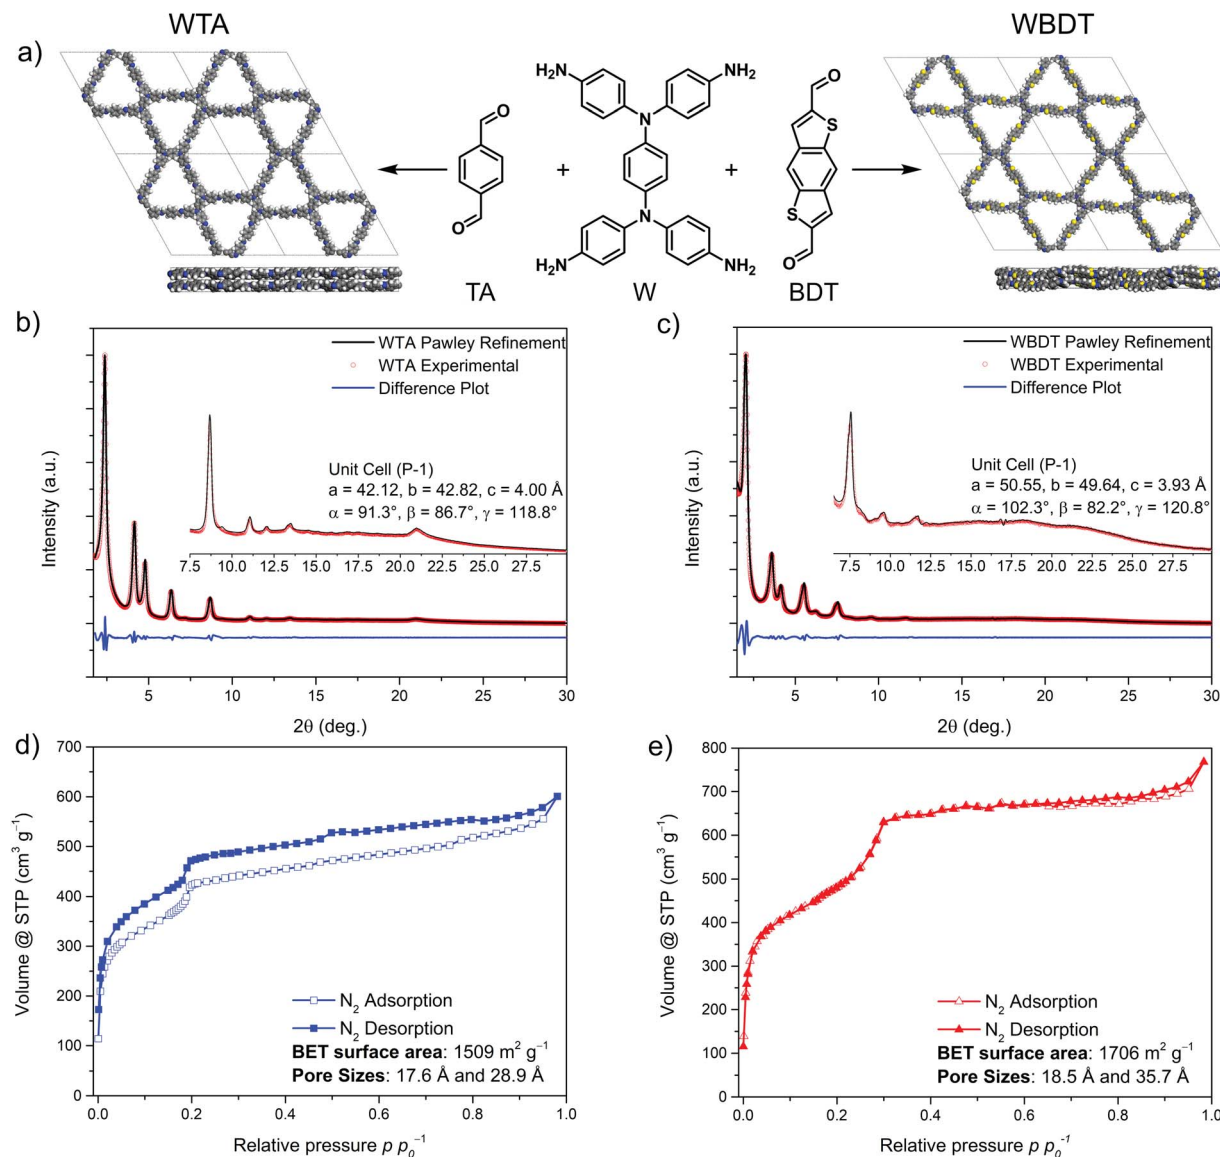 WTA
WBDT
a)
H₂N
NH₂
O
N
S
+
+
N
S
O
H₂N
NH₂
O
O
TA
W
BDT
b)
WTA Pawley Refinement
WTA Experimental
Difference Plot
Unit Cell (P-1)
a = 42.12, b = 42.82, c = 4.00 Å
α = 91.3°, β = 86.7°, γ = 118.8°
7.5 10.0 12.5 15.0 17.5 20.0 22.5 25.0 27.5
Intensity (a.u.)
5 10 15 20 25 30
2θ (deg.)
c)
WBDT Pawley Refinement
WBDT Experimental
Difference Plot
Unit Cell (P-1)
a = 50.55, b = 49.64, c = 3.93 Å
α = 102.3°, β = 82.2°, γ = 120.8°
7.5 10.0 12.5 15.0 17.5 20.0 22.5 25.0 27.5
Intensity (a.u.)
5 10 15 20 25 30
2θ (deg.)
d)
700
600
500
400
300
200
100
0
Volume @ STP (cm³ g⁻¹)
N₂ Adsorption
N₂ Desorption
BET surface area: 1509 m² g⁻¹
Pore Sizes: 17.6 Å and 28.9 Å
0.0 0.2 0.4 0.6 0.8 1.0
Relative pressure p p₀⁻¹
e)
800
700
600
500
400
300
200
100
0
Volume @ STP (cm³ g⁻¹)
N₂ Adsorption
N₂ Desorption
BET surface area: 1706 m² g⁻¹
Pore Sizes: 18.5 Å and 35.7 Å
0.0 0.2 0.4 0.6 0.8 1.0
Relative pressure p p₀⁻¹